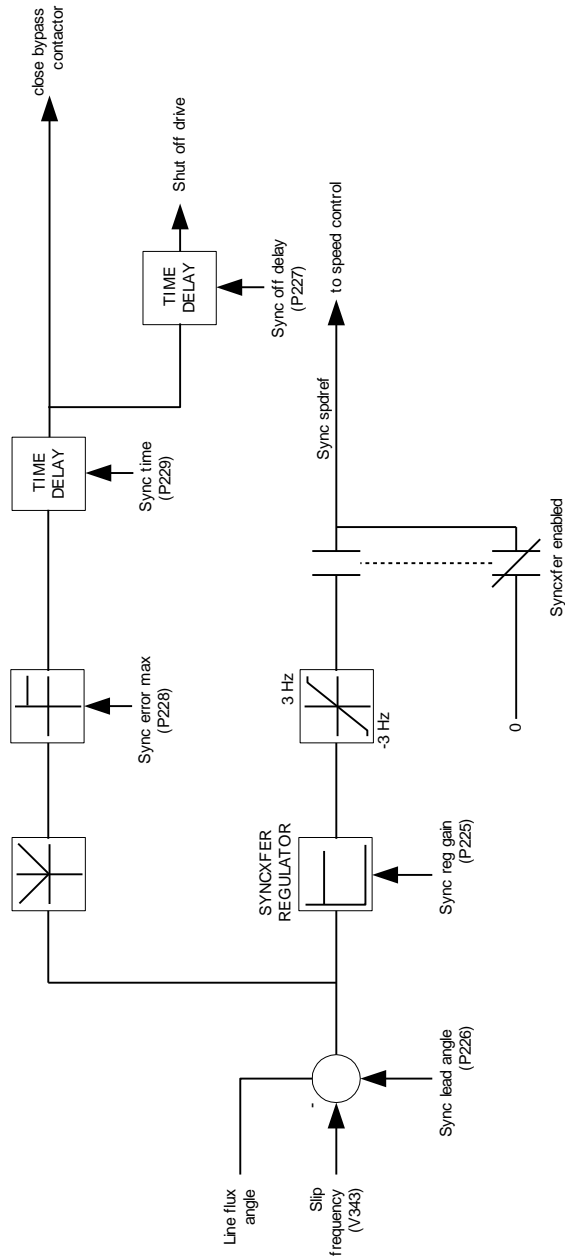 close bypass
contactor
Shut off drive
TIME
DELAY
Sync off delay
(P227)
TIME
DELAY
Sync time
(P229)
Sync error max
(P228)
to speed control
Sync spdref
Syncxfer enabled
3 Hz
-3 Hz
0
SYNCXFER
REGULATOR
Sync reg gain
(P225)
Line flux
angle
-
Slip
frequency
(V343)
Sync lead angle
(P226)